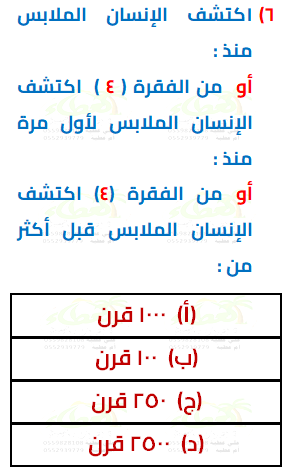 ٦) اكتشف الإنسان الملابس
منذ :
أو من الفقرة ( ٤ ) اكتشف
الإنسان الملابس لأول مرة
منذ :
أو من الفقرة (٤) اكتشف
الإنسان الملابس قبل أكثر
من :
(أ) ١٠٠٠ قرن
(ب) ١٠٠ قرن
(ج) ٢٥٠ قرن
(د) ٢٥٠٠ قرن